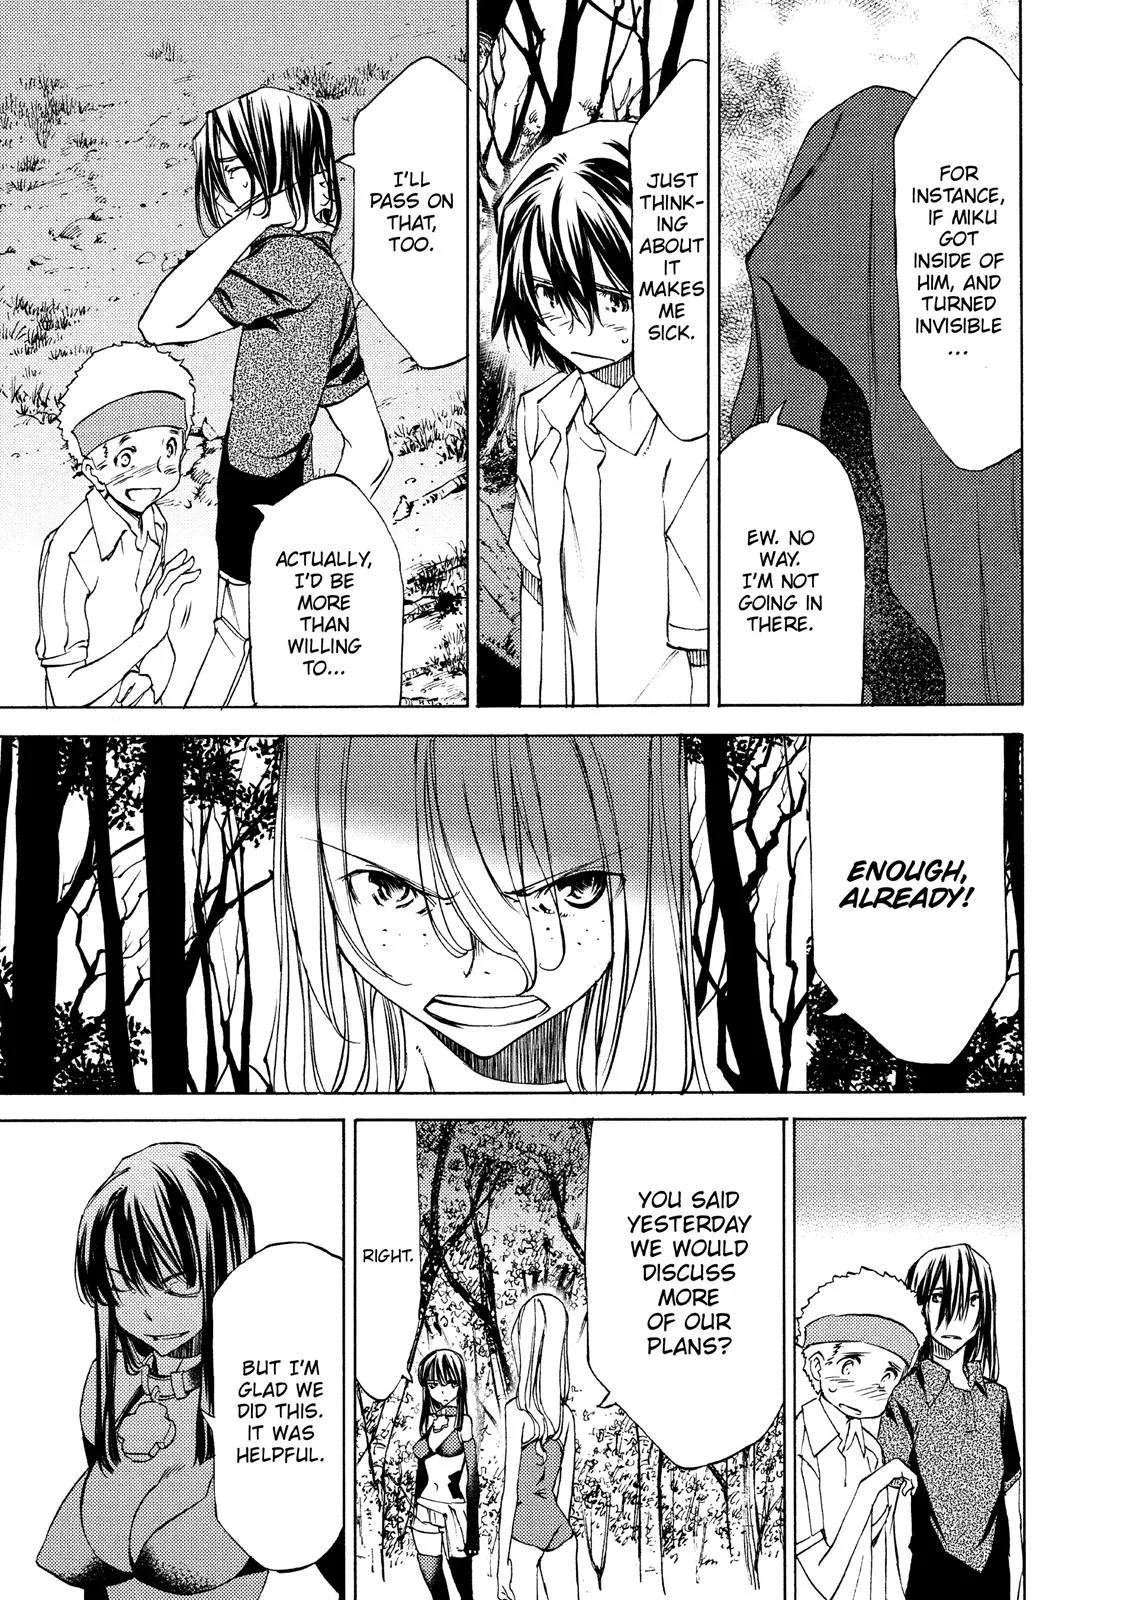 FOR
INSTANCE,
IF MIKU
GOT
INSIDE OF
HIM, AND
TURNED
INVISIBLE
...
EW. NO
WAY.
I'M NOT
GOING IN
THERE.
JUST
THINK-
ING
ABOUT
IT
MAKES
ME
SICK.
I'LL
PASS ON
THAT,
TOO.
ACTUALLY,
I'D BE
MORE
THAN
WILLING
TO...
ENOUGH,
ALREADY!
YOU SAID
YESTERDAY
WE WOULD
DISCUSS
MORE
OF OUR
PLANS?
RIGHT.
BUT I'M
GLAD WE
DID THIS.
IT WAS
HELPFUL.